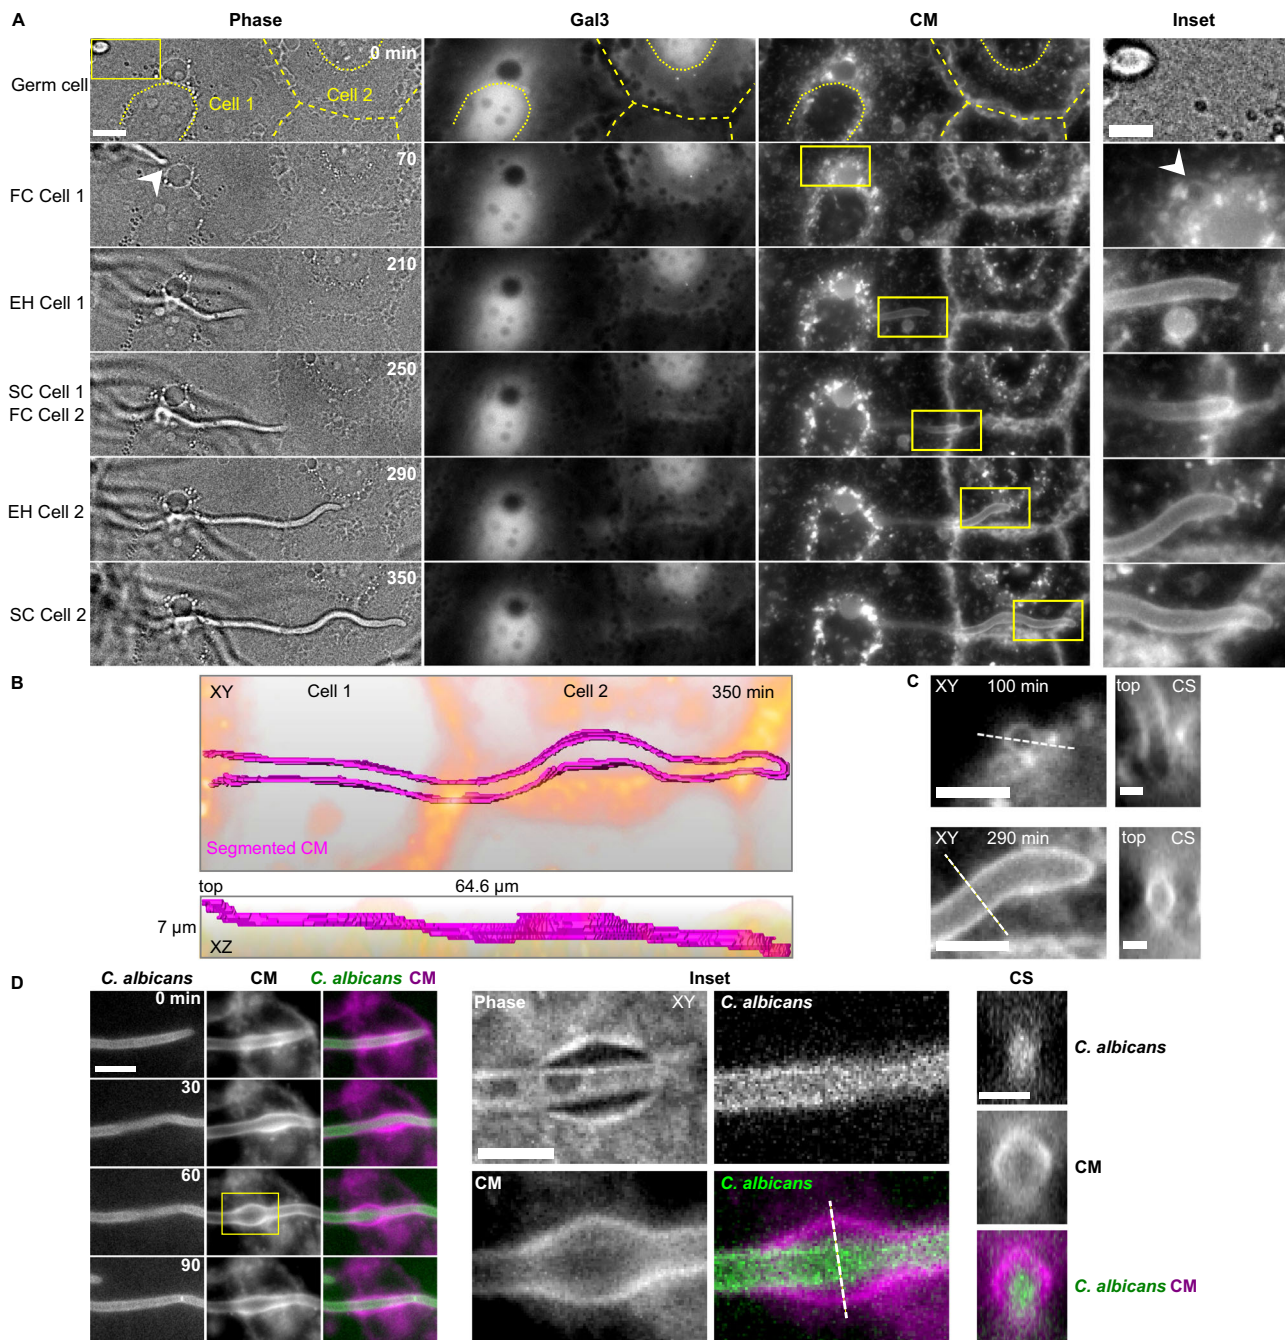 A
Phase
Gal3
CM
Inset
Germ cell
0 min
Cell 1
Cell 2
FC Cell 1
70
EH Cell 1
210
SC Cell 1
FC Cell 2
250
EH Cell 2
290
SC Cell 2
350
B
XY
Cell 1
Cell 2
350 min
Segmented CM
top
64.6 µm
7 µm
XZ
C
XY
100 min
top
CS
XY
290 min
top
CS
D
C. albicans
CM
C. albicans CM
Inset
CS
0 min
30
60
90
Phase
XY
C. albicans
CM
C. albicans
C. albicans
CM
C. albicans CM